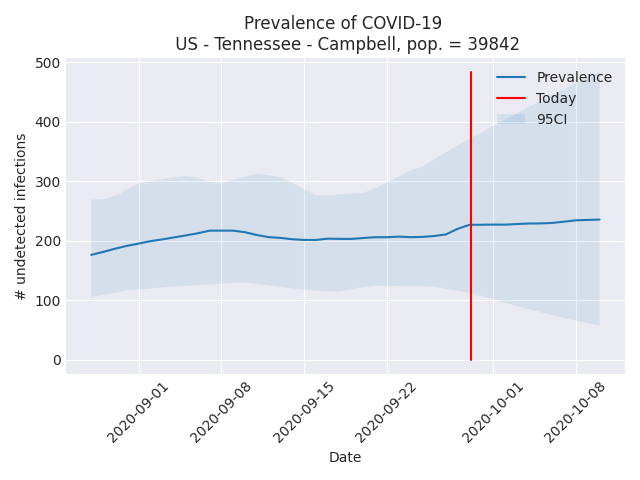 Prevalence of COVID-19
US - Tennessee - Campbell, pop. = 39842
500
400
300
200
100
0
# undetected infections
Prevalence
Today
95CI
2020-09-01
2020-09-08
2020-09-15
2020-09-22
2020-10-01
2020-10-08
Date